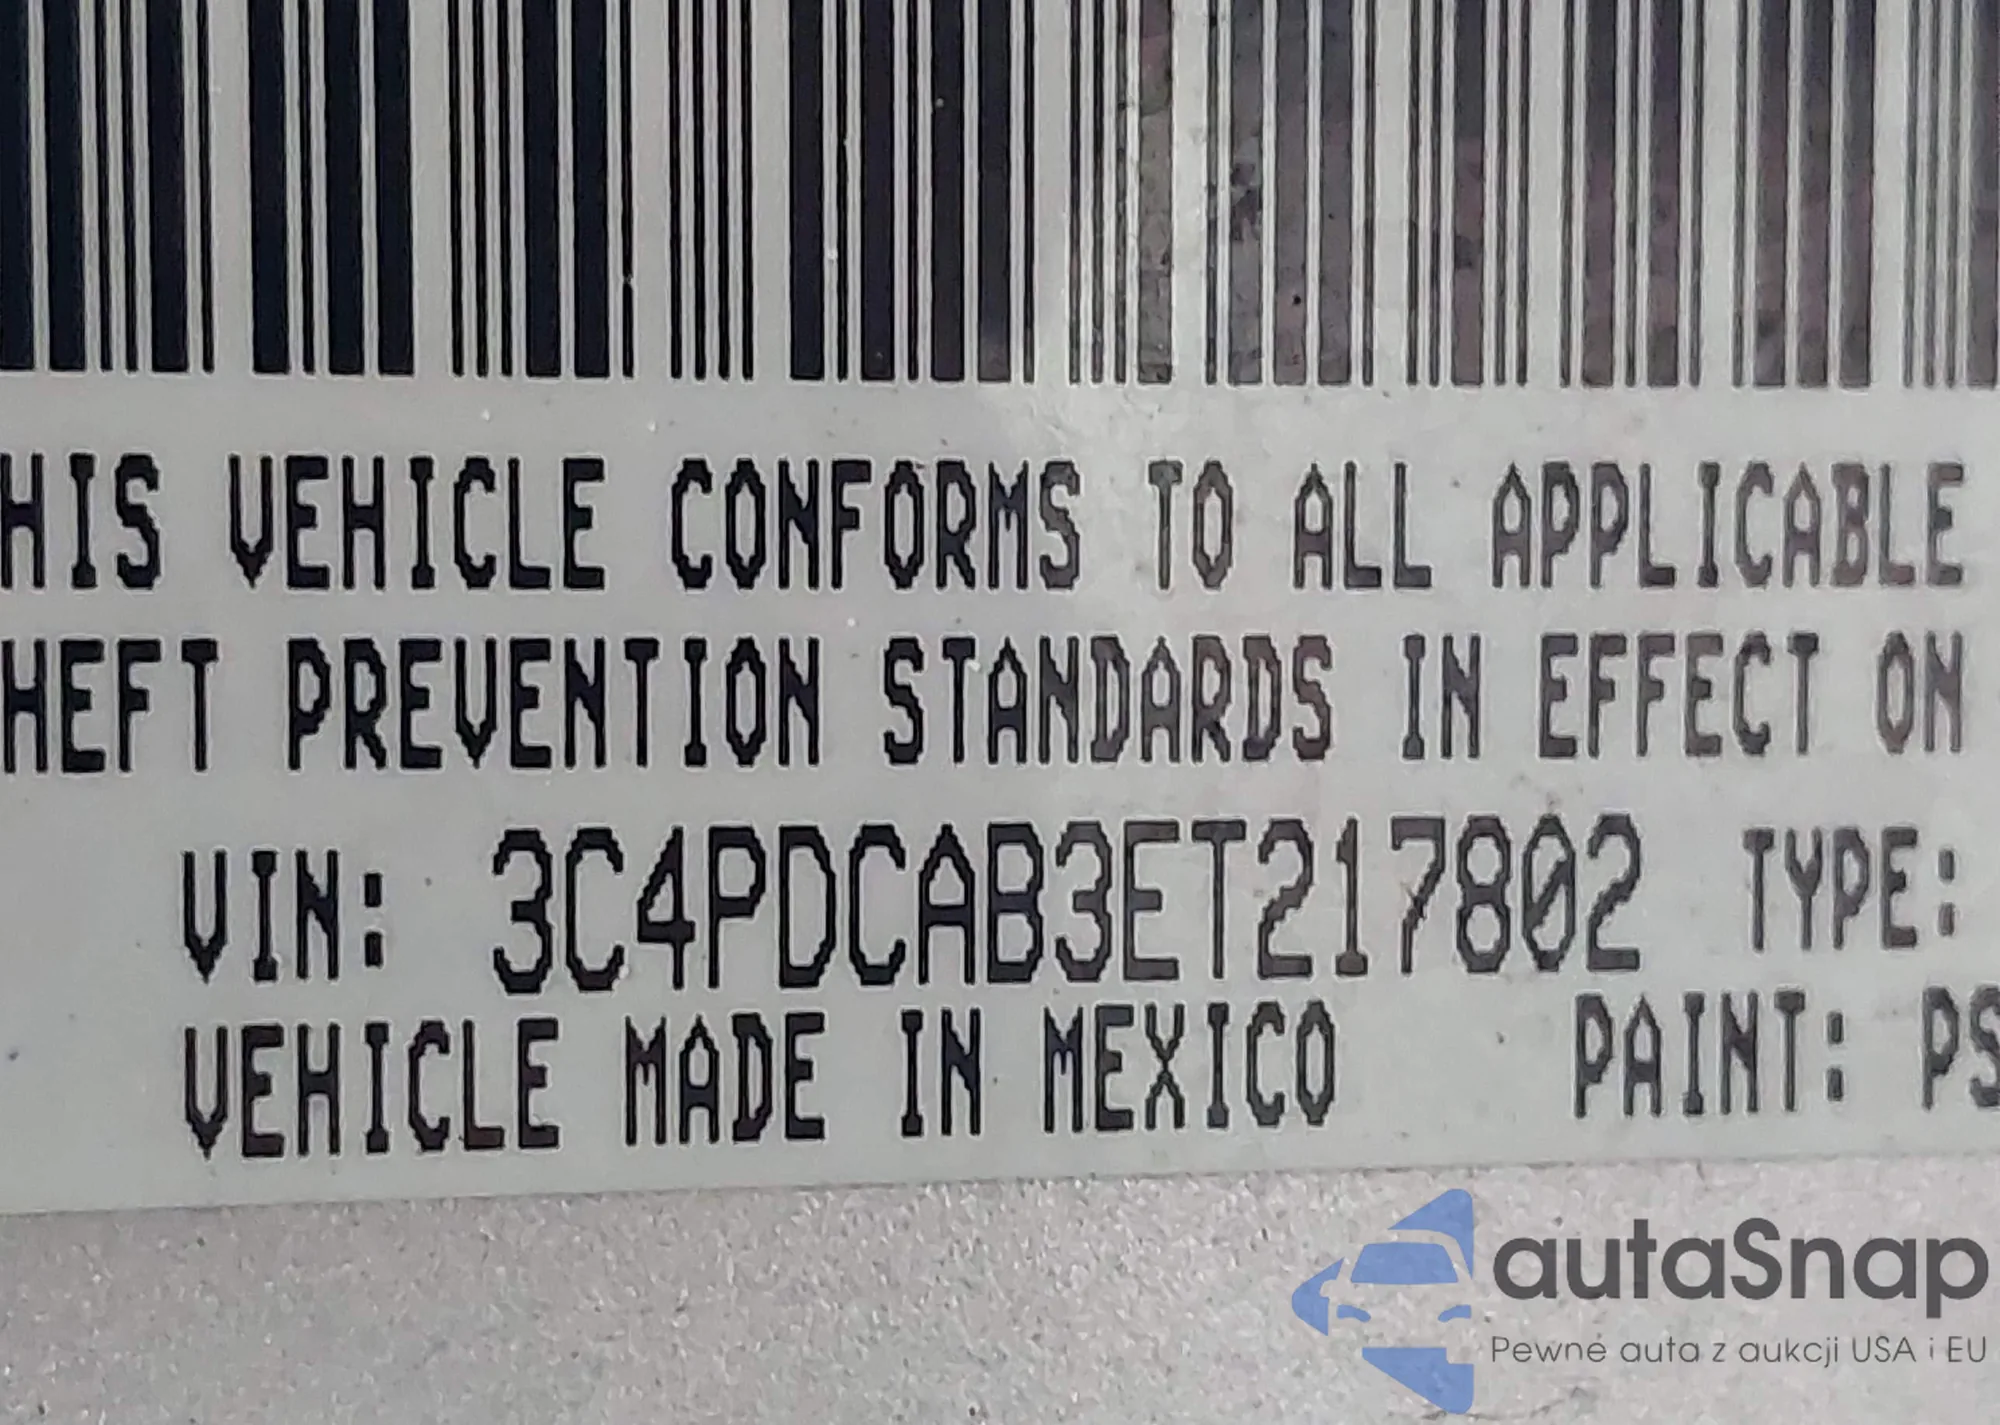 HIS VEHICLE CONFORMS TO ALL APPLICABLE
HEFT PREVENTION STANDARDS IN EFFECT ON
VIN: 3C4PDCAB3ET217802 TYPE:
VEHICLE MADE IN MEXICO PAINT: PS
autaSnap
Pewne auta z aukcji USA i EU